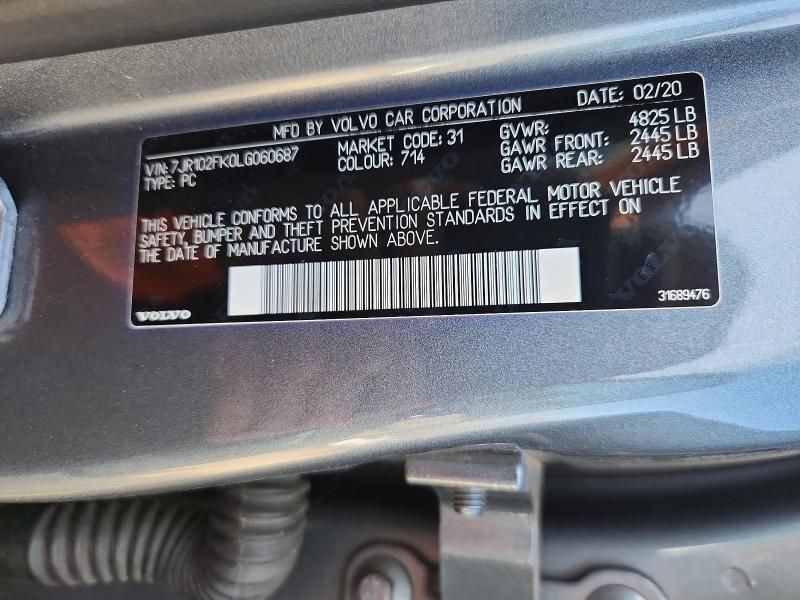 MFD BY VOLVO CAR CORPORATION DATE: 02/20
VIN: 7JR102FK0LG060687 MARKET CODE: 31 GVWR: 4825 LB
TYPE: PC COLOUR: 714 GAWR FRONT: 2445 LB
GAWR REAR: 2445 LB
THIS VEHICLE CONFORMS TO ALL APPLICABLE FEDERAL MOTOR VEHICLE
SAFETY, BUMPER AND THEFT PREVENTION STANDARDS IN EFFECT ON
THE DATE OF MANUFACTURE SHOWN ABOVE.
VOLVO 31689476